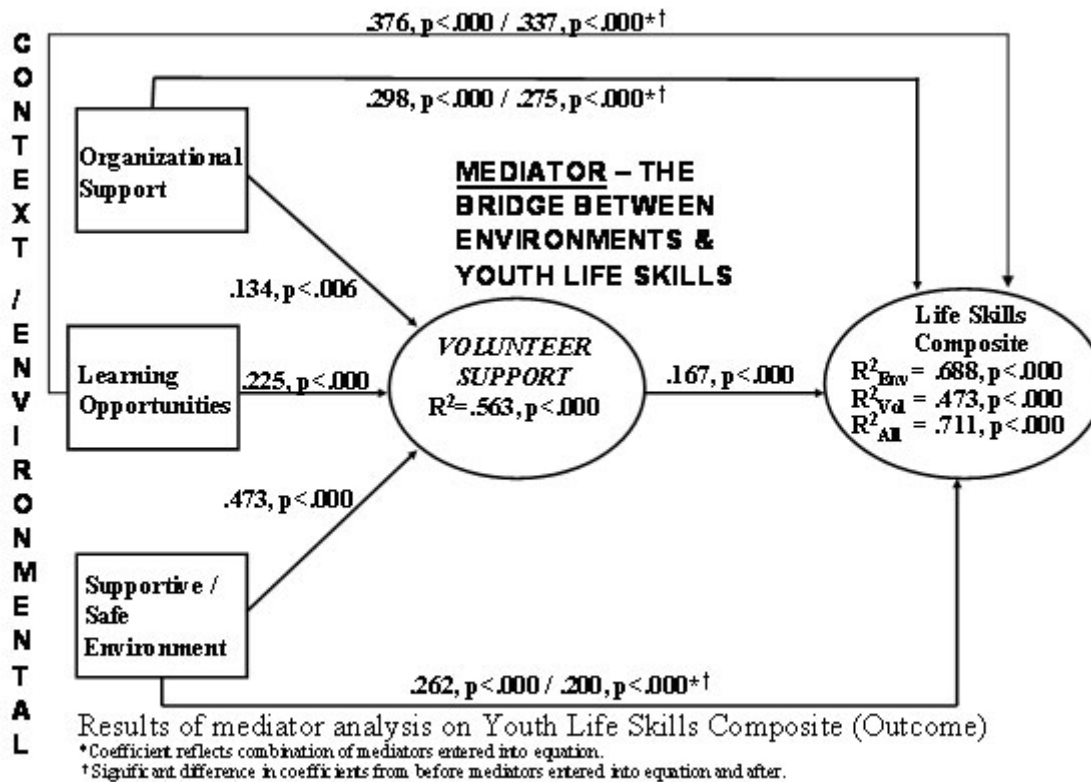 CONTEXT / ENVIRONMENTAL
.376, p<.000 / .337, p<.000*†
.298, p<.000 / .275, p<.000*†
Organizational
Support
MEDIATOR – THE
BRIDGE BETWEEN
ENVIRONMENTS &
YOUTH LIFE SKILLS
.134, p<.006
Learning
Opportunities
.225, p<.000
VOLUNTEER
SUPPORT
R²=.563, p<.000
.167, p<.000
Life Skills
Composite
R²Env = .688, p<.000
R²Vol = .473, p<.000
R²All = .711, p<.000
.473, p<.000
Supportive /
Safe
Environment
.262, p<.000 / .200, p<.000*†
Results of mediator analysis on Youth Life Skills Composite (Outcome)
*Coefficient reflects combination of mediators entered into equation.
†Significant difference in coefficients from before mediators entered into equation and after.